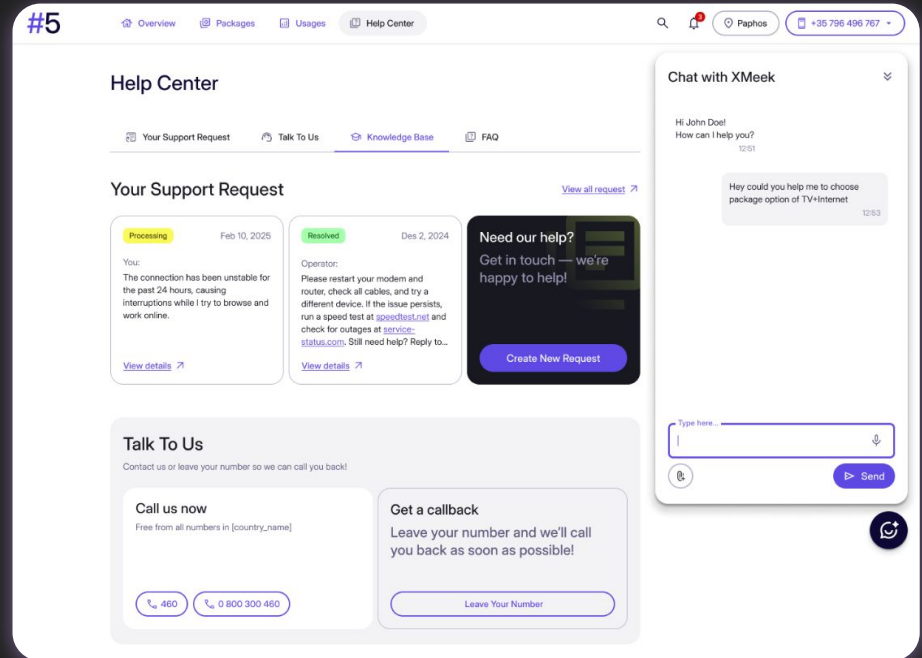 #5
Overview
Packages
Usages
Help Center
3
Paphos
+35 796 496 767
Help Center
Your Support Request
Talk To Us
Knowledge Base
FAQ
Your Support Request
View all request
Processing
Feb 10, 2025
You:
The connection has been unstable for
the past 24 hours, causing
interruptions while I try to browse and
work online.
View details
Resolved
Des 2, 2024
Operator:
Please restart your modem and
router, check all cables, and try a
different device. If the issue persists,
run a speed test at speedtest.net and
check for outages at service-
status.com. Still need help? Reply to...
View details
Need our help?
Get in touch — we're
happy to help!
Create New Request
Talk To Us
Contact us or leave your number so we can call you back!
Call us now
Free from all numbers in [country_name]
460
0 800 300 460
Get a callback
Leave your number and we'll call
you back as soon as possible!
Leave Your Number
Chat with XMeek
Hi John Doe!
How can I help you?
12:51
Hey could you help me to choose
package option of TV+Internet
12:53
Type here...
Send